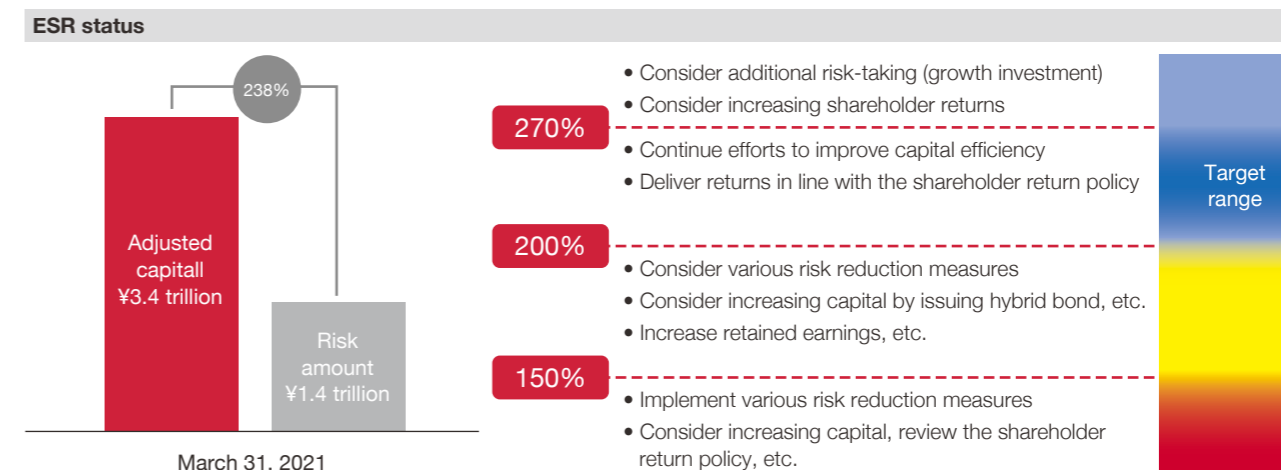 ESR status
238%
Adjusted
capitall
¥3.4 trillion
Risk
amount
¥1.4 trillion
March 31, 2021
• Consider additional risk-taking (growth investment)
• Consider increasing shareholder returns
270%
• Continue efforts to improve capital efficiency
• Deliver returns in line with the shareholder return policy
200%
• Consider various risk reduction measures
• Consider increasing capital by issuing hybrid bond, etc.
• Increase retained earnings, etc.
150%
• Implement various risk reduction measures
• Consider increasing capital, review the shareholder
return policy, etc.
Target
range